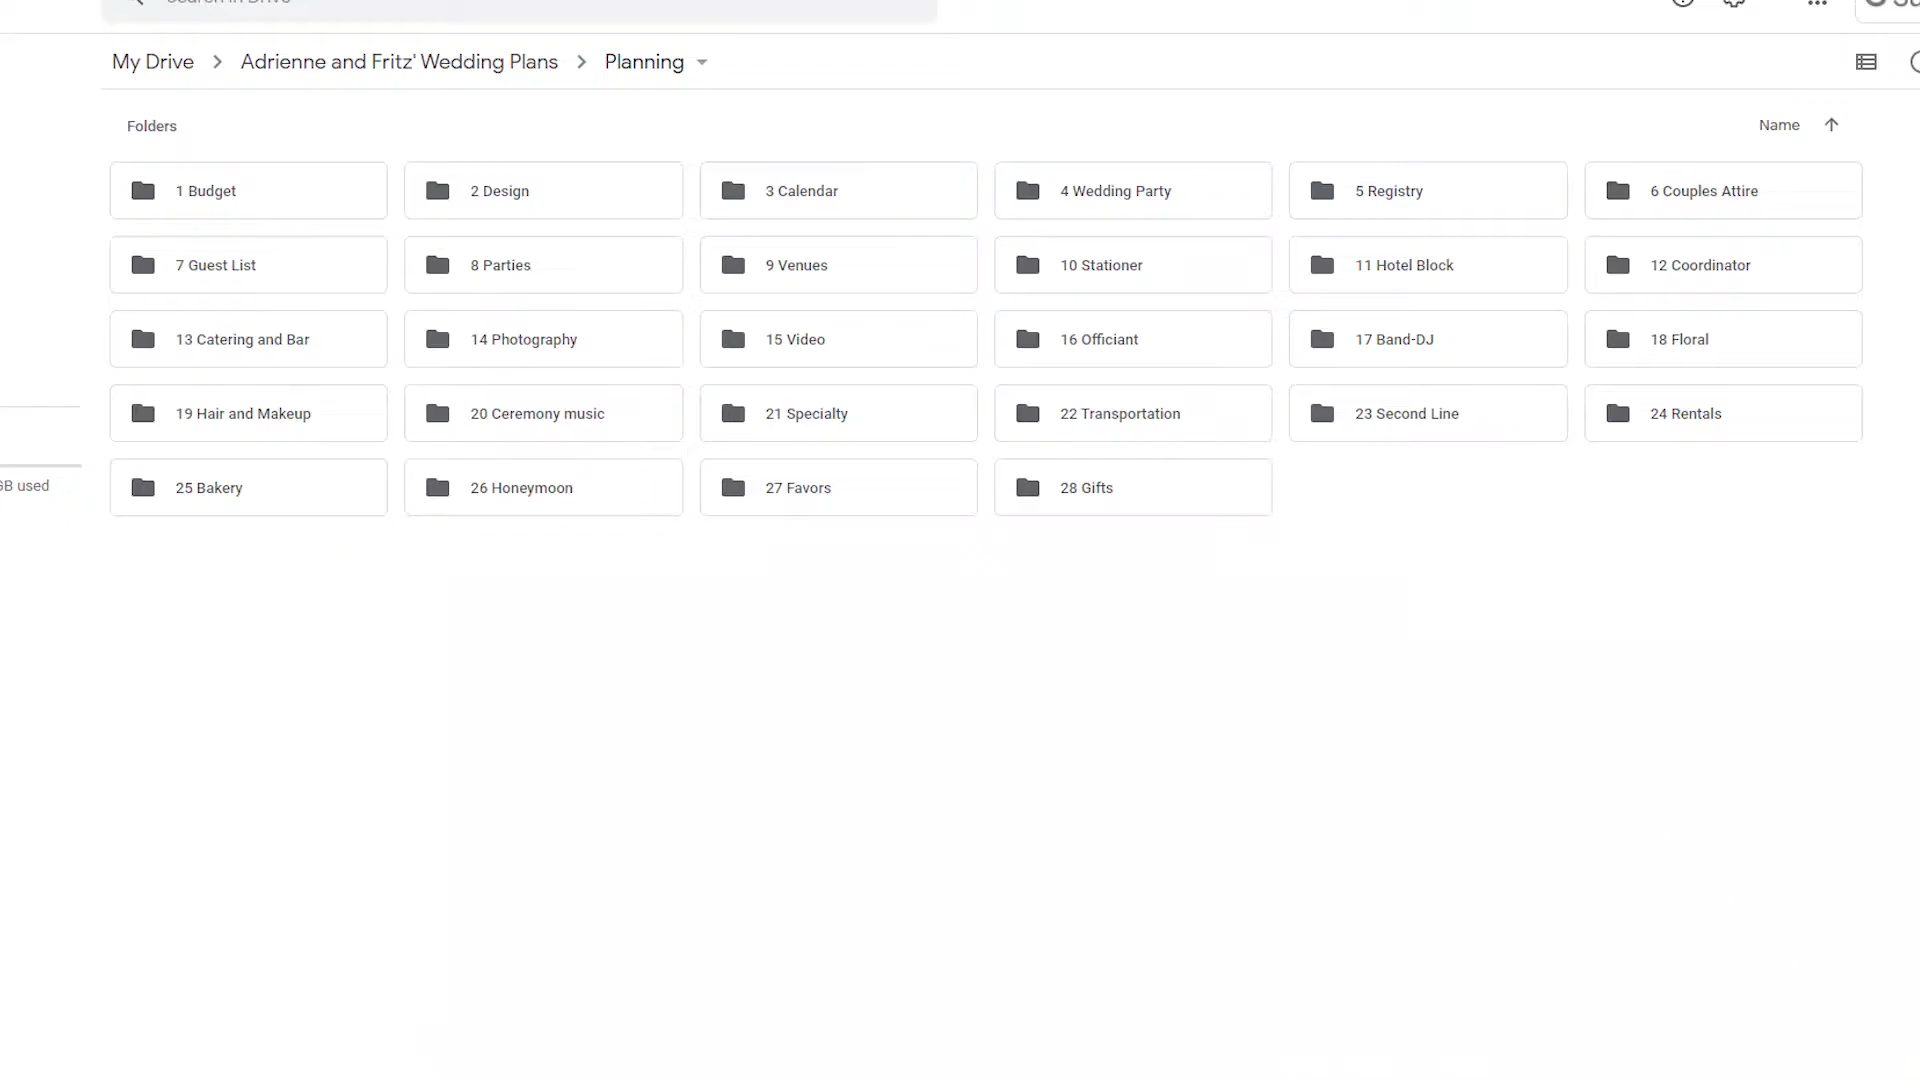 My Drive > Adrienne and Fritz' Wedding Plans > Planning
Folders
Name
1 Budget
2 Design
3 Calendar
4 Wedding Party
5 Registry
6 Couples Attire
7 Guest List
8 Parties
9 Venues
10 Stationer
11 Hotel Block
12 Coordinator
13 Catering and Bar
14 Photography
15 Video
16 Officiant
17 Band-DJ
18 Floral
19 Hair and Makeup
20 Ceremony music
21 Specialty
22 Transportation
23 Second Line
24 Rentals
25 Bakery
26 Honeymoon
27 Favors
28 Gifts
GB used